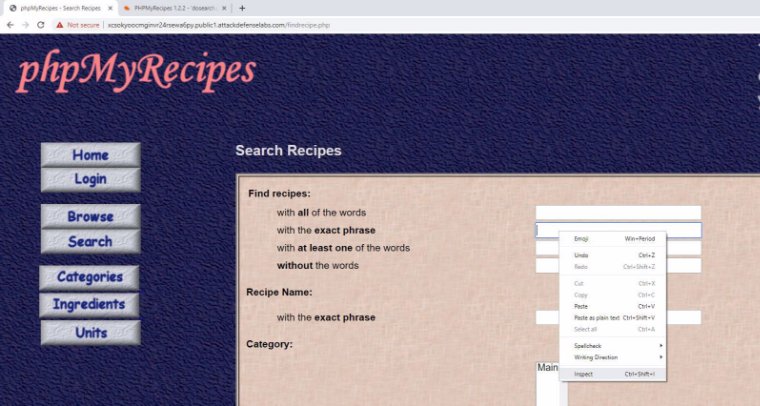 phpMyRecipes - Search Recipes
PHPMyRecipes 1.2.2 - 'dosearch.
Not secure | xcsokyoocmginvr24rsewa6py.public1.attackdefenselabs.com/findrecipe.php
phpMyRecipes
Home
Login
Browse
Search
Categories
Ingredients
Units
Search Recipes
Find recipes:
with all of the words
with the exact phrase
with at least one of the words
without the words
Recipe Name:
with the exact phrase
Category:
Main
Emoji Win+Period
Undo Ctrl+Z
Redo Ctrl+Shift+Z
Cut Ctrl+X
Copy Ctrl+C
Paste Ctrl+V
Paste as plain text Ctrl+Shift+V
Select all Ctrl+A
Spellcheck
Writing Direction
Inspect Ctrl+Shift+I